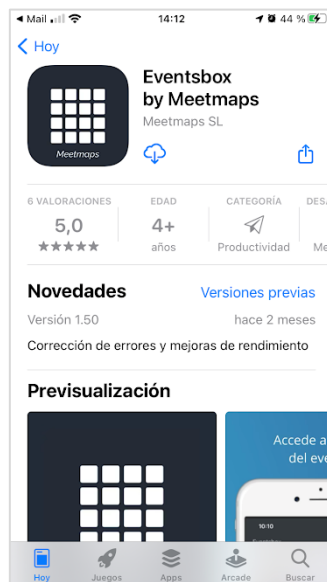 Mail 14:12 44 %
Hoy
Eventsbox
by Meetmaps
Meetmaps SL
Meetmaps
6 VALORACIONES EDAD CATEGORÍA DESA
5,0 4+
años Productividad Me
Novedades Versiones previas
Versión 1.50 hace 2 meses
Corrección de errores y mejoras de rendimiento
Previsualización
Accede a
del eve
10:10
Hoy Juegos Apps Arcade Buscar